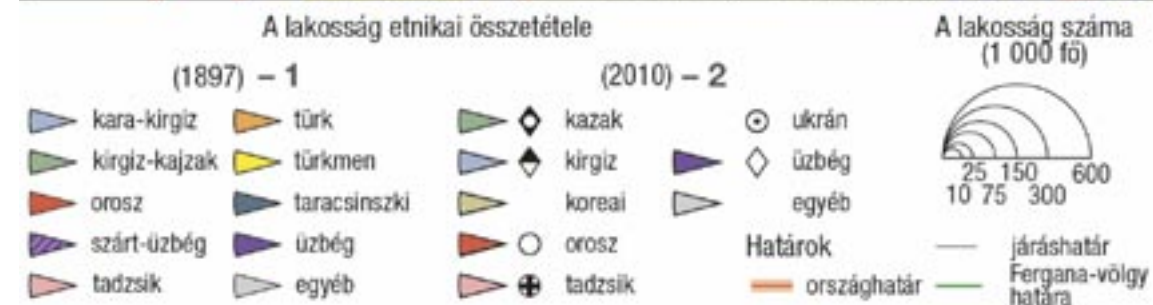 A lakosság etnikai összetétele
(1897) – 1
kara-kirgiz
kirgiz-kajzak
orosz
szárt-üzbég
tadzsik
türk
türkmen
taracsinszki
üzbég
egyéb
(2010) – 2
kazak
kirgiz
koreai
orosz
tadzsik
ukrán
üzbég
egyéb
Határok
országhatár
járáshatár
Fergana-völgy
határa
A lakosság száma
(1 000 fő)
25 150 600
10 75 300